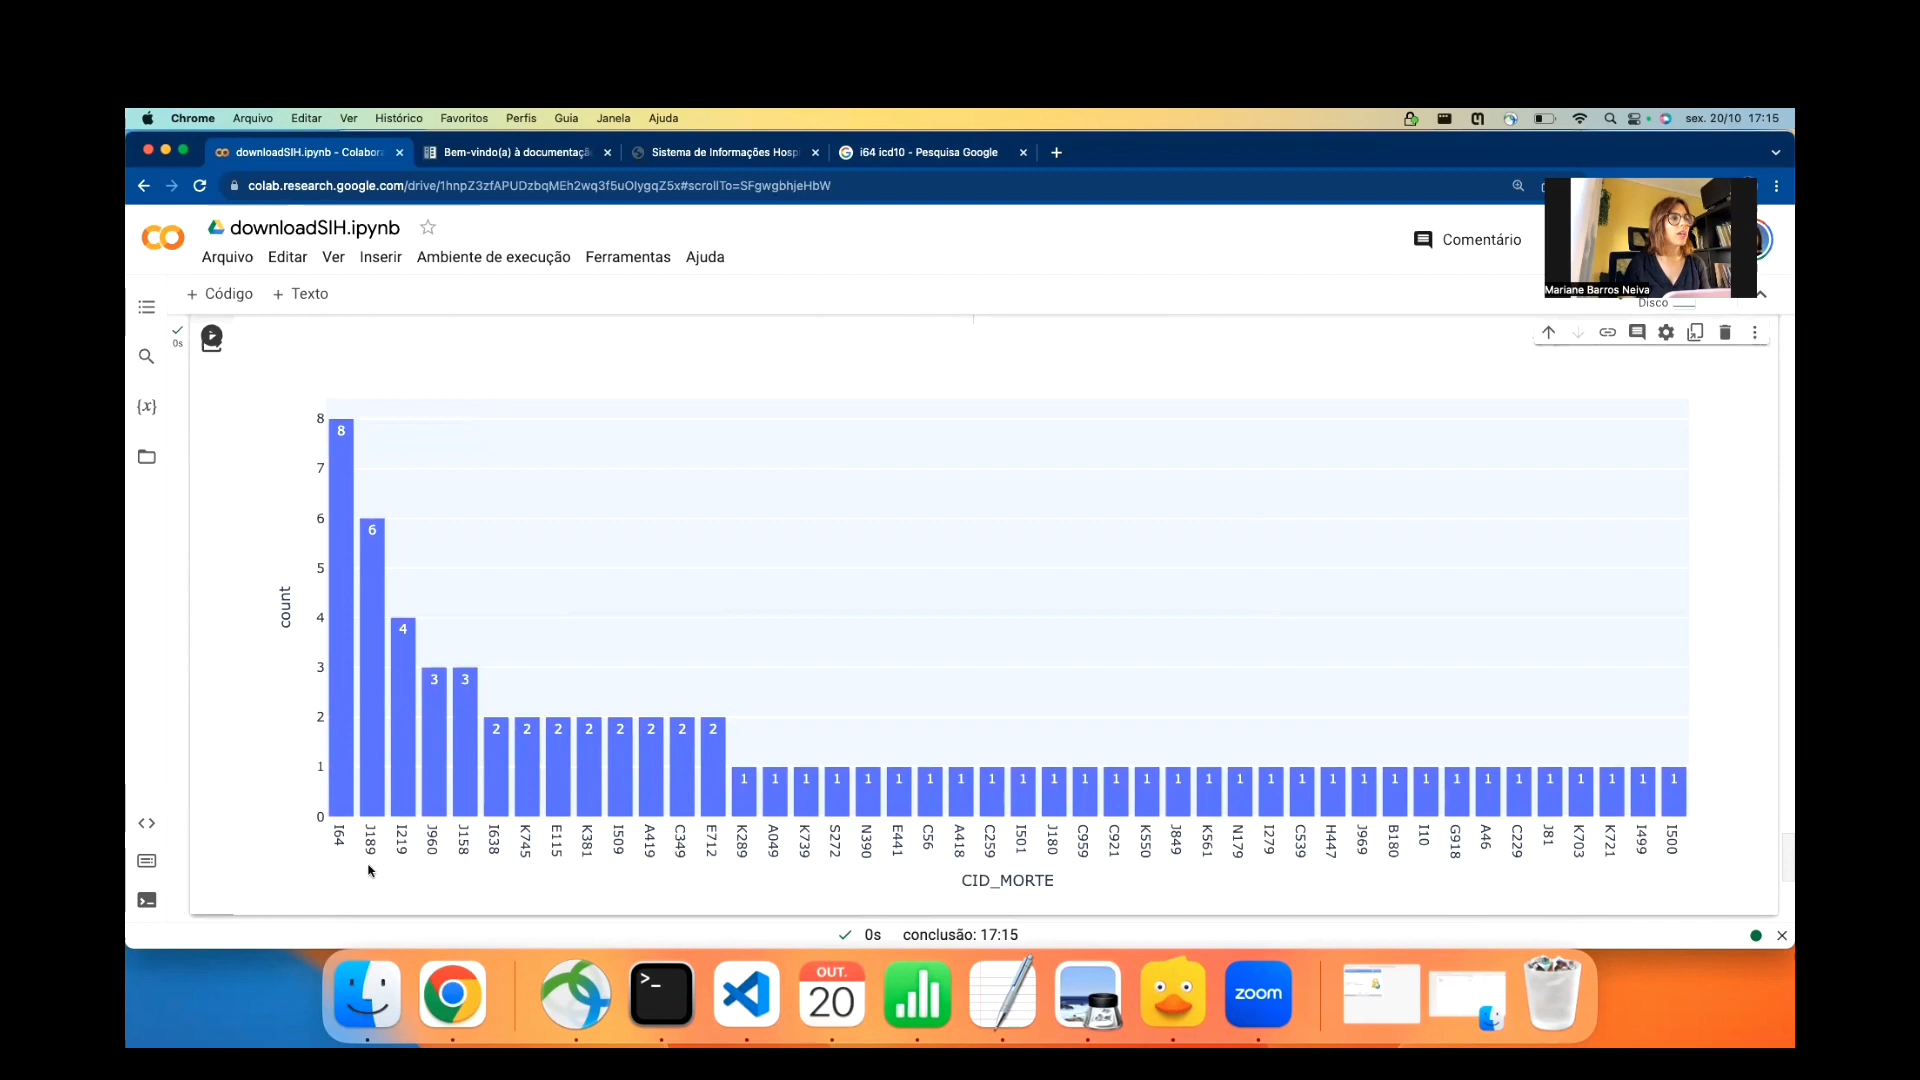 Chrome Arquivo Editar Ver Histórico Favoritos Perfis Guia Janela Ajuda sex. 20/10 17:15
downloadSIH.ipynb - Colabora Bem-vindo(a) à documentaçã Sistema de Informações Hosp i64 icd10 - Pesquisa Google
colab.research.google.com/drive/1hnpZ3zfAPUDzbqMEh2wq3f5uOlygqZ5x#scrollTo=SFgwgbhjeHbW
downloadSIH.ipynb
Comentário
Arquivo Editar Ver Inserir Ambiente de execução Ferramentas Ajuda
Mariane Barros Neiva
+ Código + Texto
Disco
0s
{x}
8
7
6
5
4
3
2
1
0
count
8 6 4 3 3 2 2 2 2 2 2 2 2 1 1 1 1 1 1 1 1 1 1 1 1 1 1 1 1 1 1 1 1 1 1 1 1 1 1 1 1 1 1 1
I64 J189 I219 J960 J158 I638 K745 E115 K381 I509 A419 C349 E712 K289 A049 K739 S272 N390 E441 C56 A418 C259 I501 J180 C959 C921 K550 J849 K561 N179 I279 C539 H447 J969 B180 I10 G918 A46 C229 J81 K703 K721 I499 I500
CID_MORTE
0s conclusão: 17:15
OUT.
20
zoom